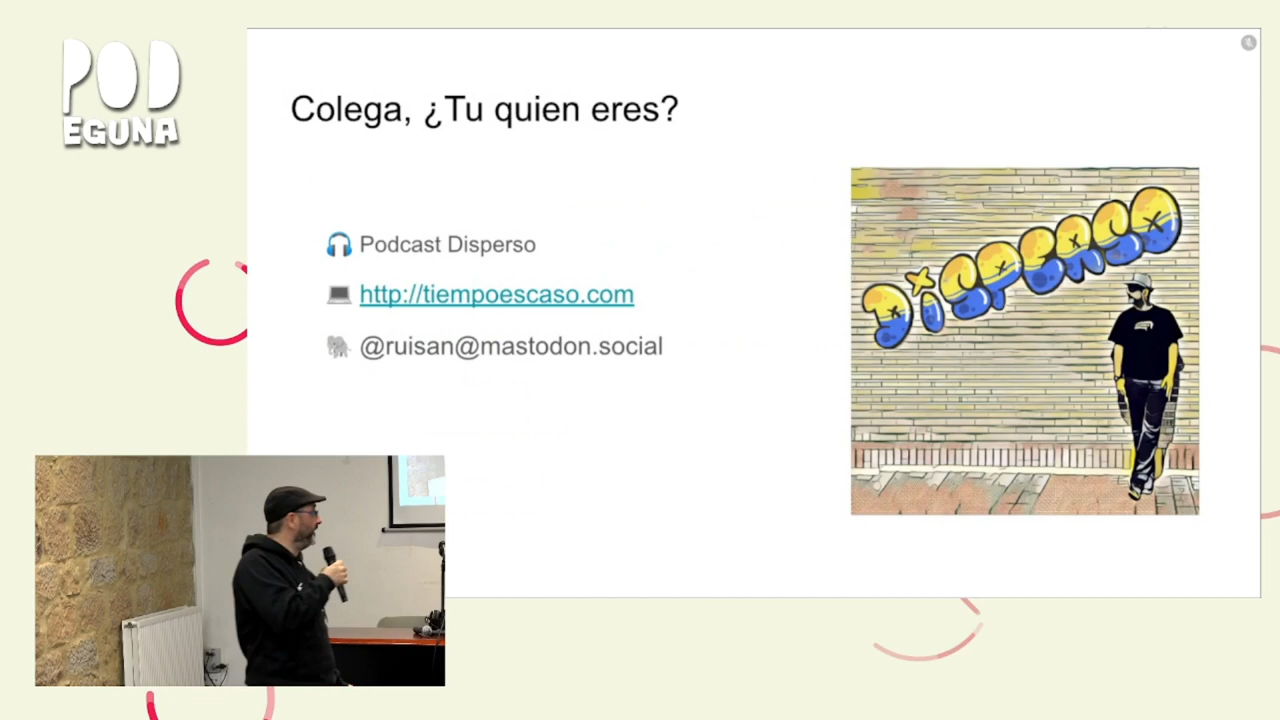 POD
EGUNA
Colega, ¿Tu quien eres?
Podcast Disperso
http://tiempoescaso.com
@ruisan@mastodon.social
DiSPERSO